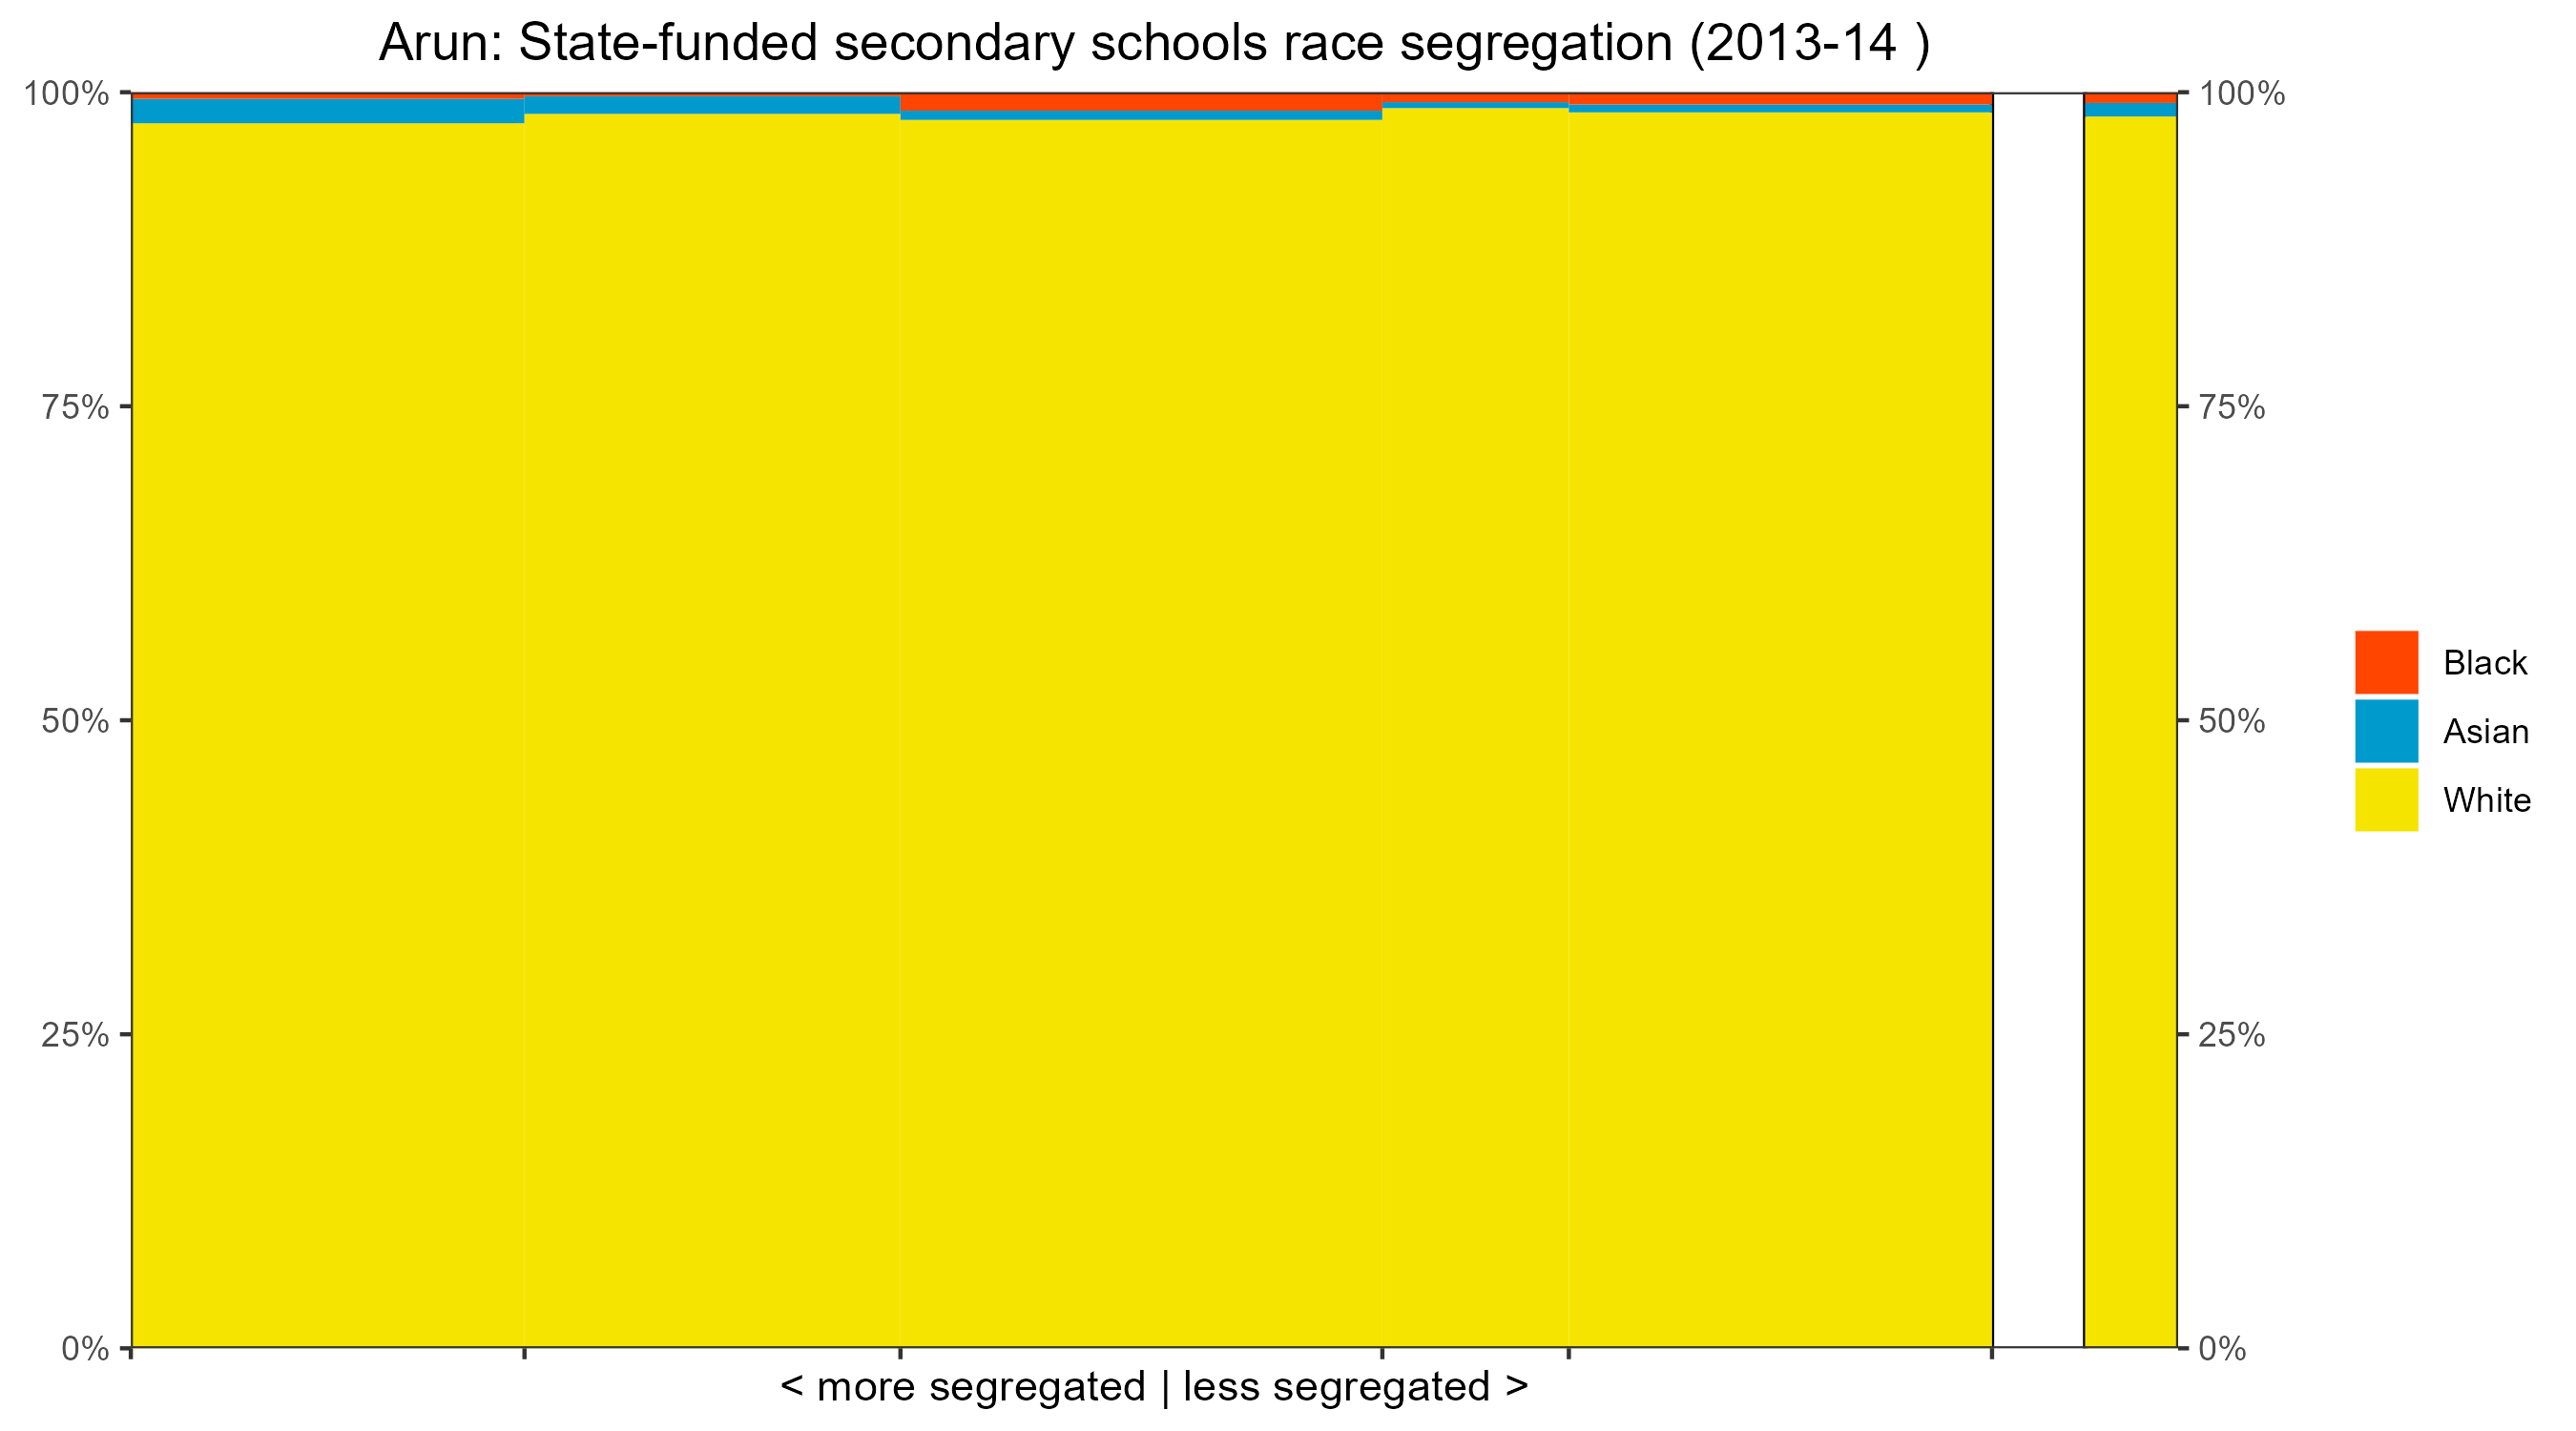 Arun: State-funded secondary schools race segregation (2013-14 )
100%
75%
50%
25%
0%
100%
75%
50%
25%
0%
Black
Asian
White
< more segregated | less segregated >